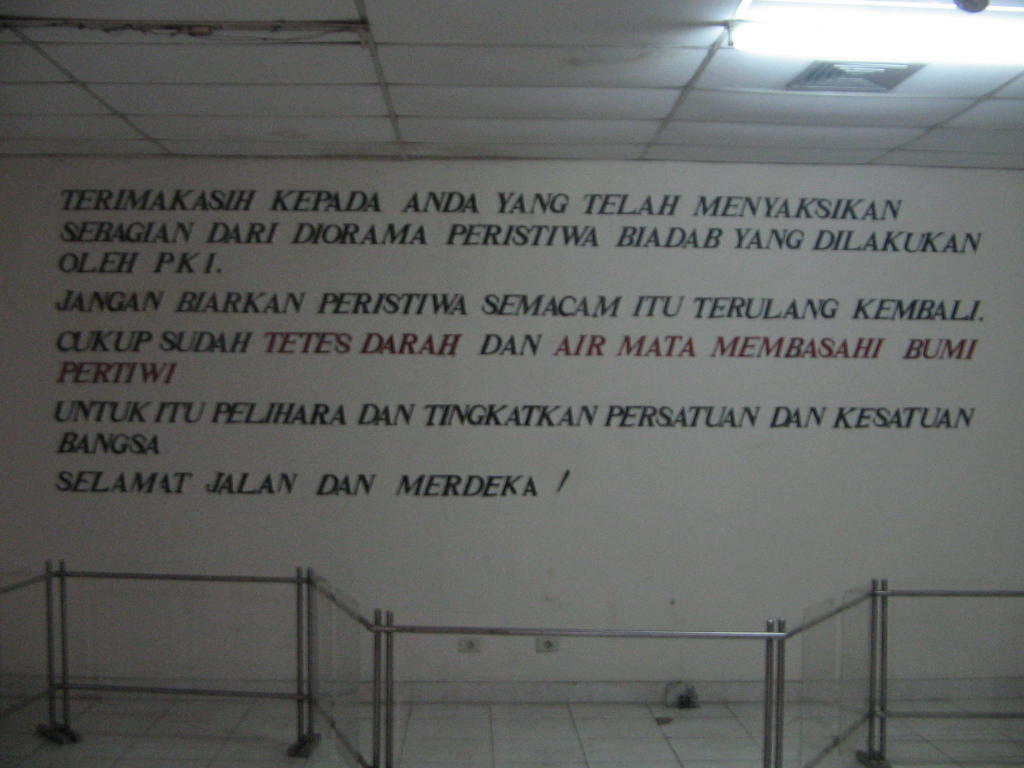 TERIMAKASIH KEPADA ANDA YANG TELAH MENYAKSIKAN
SEBAGIAN DARI DIORAMA PERISTIWA BIADAB YANG DILAKUKAN
OLEH PKI.
JANGAN BIARKAN PERISTIWA SEMACAM ITU TERULANG KEMBALI.
CUKUP SUDAH TETES DARAH DAN AIR MATA MEMBASAHI BUMI
PERTIWI
UNTUK ITU PELIHARA DAN TINGKATKAN PERSATUAN DAN KESATUAN
BANGSA
SELAMAT JALAN DAN MERDEKA !